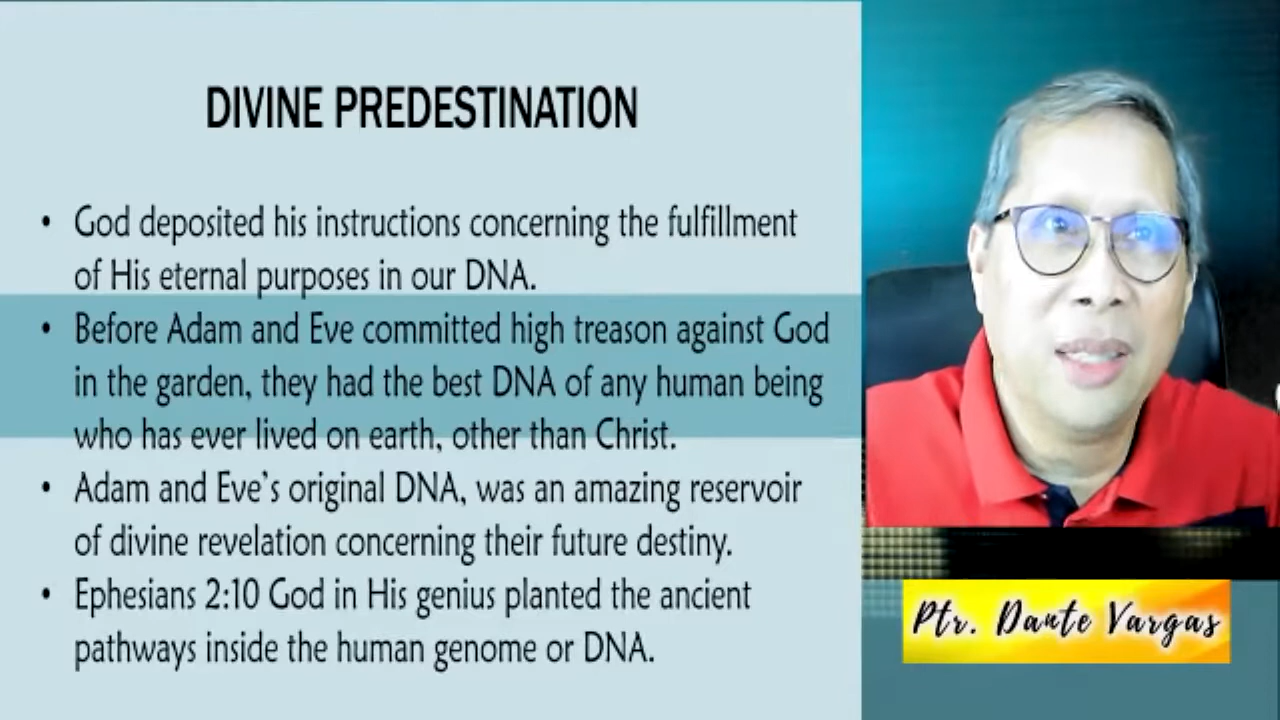 DIVINE PREDESTINATION
• God deposited his instructions concerning the fulfillment
of His eternal purposes in our DNA.
• Before Adam and Eve committed high treason against God
in the garden, they had the best DNA of any human being
who has ever lived on earth, other than Christ.
• Adam and Eve`s original DNA, was an amazing reservoir
of divine revelation concerning their future destiny.
• Ephesians 2:10 God in His genius planted the ancient
pathways inside the human genome or DNA.
Ptr. Dante Vargas